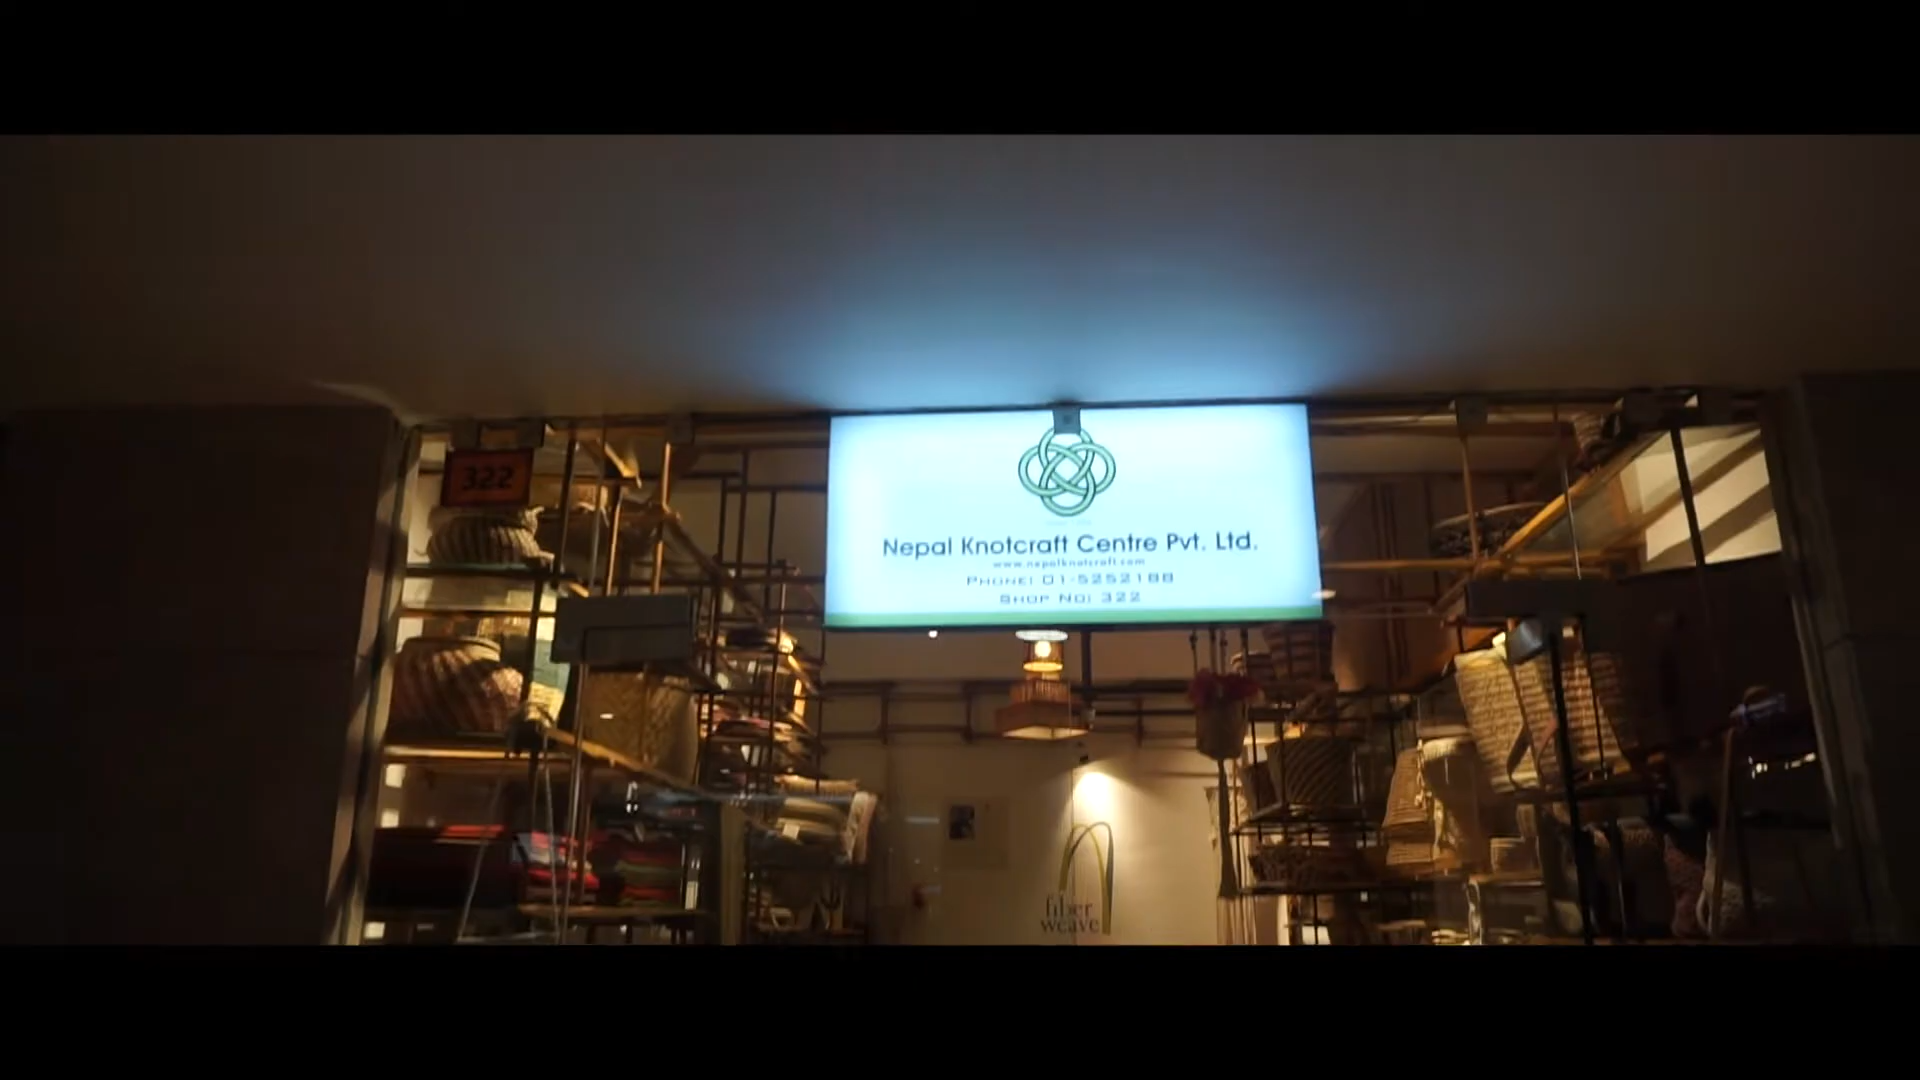 322
Nepal Knotcraft Centre Pvt. Ltd.
www.nepalknotcraft.com
Phone: 01-5252188
Shop No: 322
fiber
weave